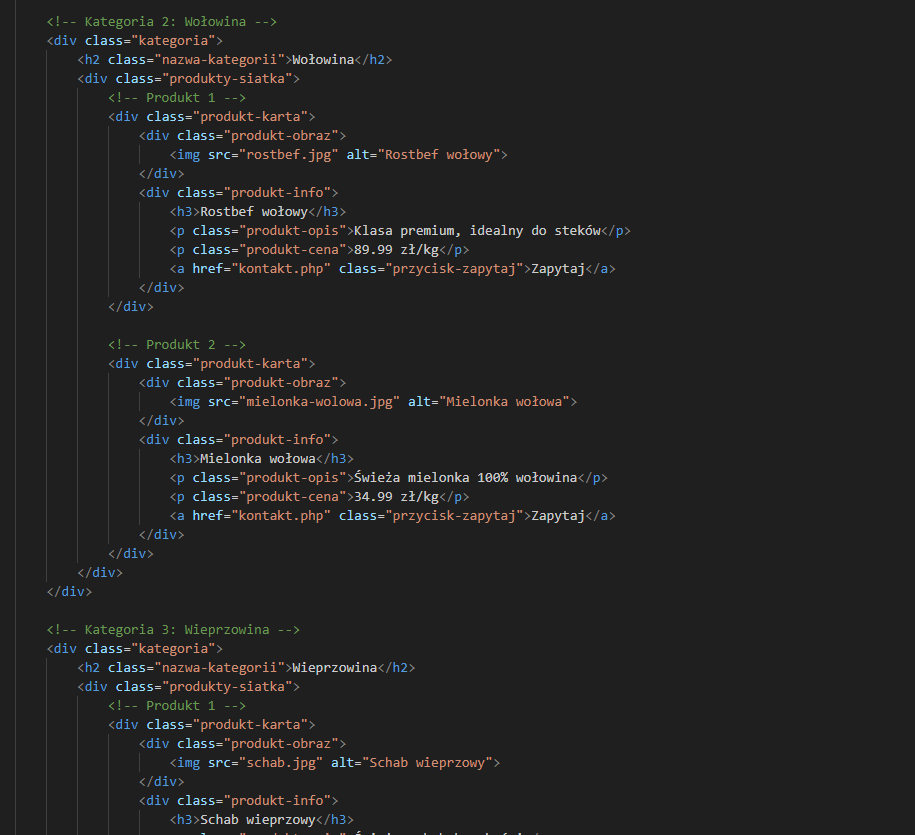 <!-- Kategoria 2: Wołowina -->
<div class="kategoria">
<h2 class="nazwa-kategorii">Wołowina</h2>
<div class="produkty-siatka">
<!-- Produkt 1 -->
<div class="produkt-karta">
<div class="produkt-obraz">
<img src="rostbef.jpg" alt="Rostbef wołowy">
</div>
<div class="produkt-info">
<h3>Rostbef wołowy</h3>
<p class="produkt-opis">Klasa premium, idealny do steków</p>
<p class="produkt-cena">89.99 zł/kg</p>
<a href="kontakt.php" class="przycisk-zapytaj">Zapytaj</a>
</div>
</div>
<!-- Produkt 2 -->
<div class="produkt-karta">
<div class="produkt-obraz">
<img src="mielonka-wolowa.jpg" alt="Mielonka wołowa">
</div>
<div class="produkt-info">
<h3>Mielonka wołowa</h3>
<p class="produkt-opis">Świeża mielonka 100% wołowina</p>
<p class="produkt-cena">34.99 zł/kg</p>
<a href="kontakt.php" class="przycisk-zapytaj">Zapytaj</a>
</div>
</div>
</div>
</div>
<!-- Kategoria 3: Wieprzowina -->
<div class="kategoria">
<h2 class="nazwa-kategorii">Wieprzowina</h2>
<div class="produkty-siatka">
<!-- Produkt 1 -->
<div class="produkt-karta">
<div class="produkt-obraz">
<img src="schab.jpg" alt="Schab wieprzowy">
</div>
<div class="produkt-info">
<h3>Schab wieprzowy</h3>